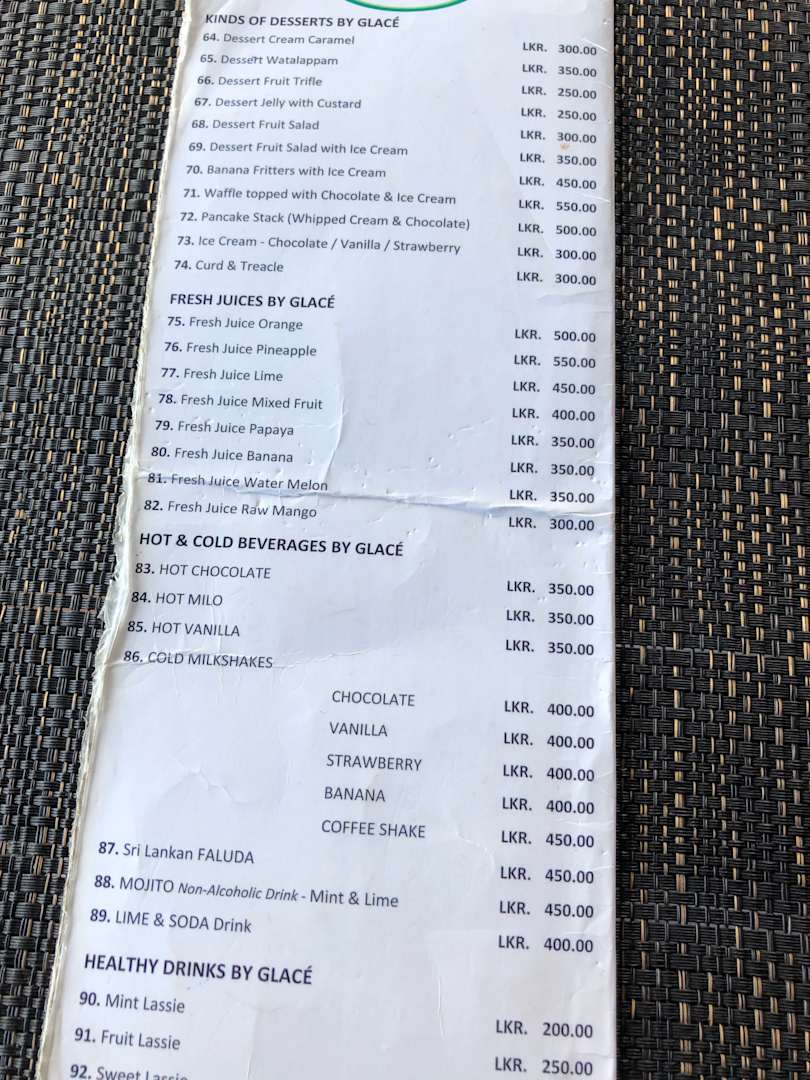 KINDS OF DESSERTS BY GLACÉ
64. Dessert Cream Caramel LKR. 300.00
65. Dessert Watalappam LKR. 350.00
66. Dessert Fruit Trifle LKR. 250.00
67. Dessert Jelly with Custard LKR. 250.00
68. Dessert Fruit Salad LKR. 300.00
69. Dessert Fruit Salad with Ice Cream LKR. 350.00
70. Banana Fritters with Ice Cream LKR. 450.00
71. Waffle topped with Chocolate & Ice Cream LKR. 550.00
72. Pancake Stack (Whipped Cream & Chocolate) LKR. 500.00
73. Ice Cream - Chocolate / Vanilla / Strawberry LKR. 300.00
74. Curd & Treacle LKR. 300.00
FRESH JUICES BY GLACÉ
75. Fresh Juice Orange LKR. 500.00
76. Fresh Juice Pineapple LKR. 550.00
77. Fresh Juice Lime LKR. 450.00
78. Fresh Juice Mixed Fruit LKR. 400.00
79. Fresh Juice Papaya LKR. 350.00
80. Fresh Juice Banana LKR. 350.00
81. Fresh Juice Water Melon LKR. 350.00
82. Fresh Juice Raw Mango LKR. 300.00
HOT & COLD BEVERAGES BY GLACÉ
83. HOT CHOCOLATE LKR. 350.00
84. HOT MILO LKR. 350.00
85. HOT VANILLA LKR. 350.00
86. COLD MILKSHAKES
CHOCOLATE LKR. 400.00
VANILLA LKR. 400.00
STRAWBERRY LKR. 400.00
BANANA LKR. 400.00
COFFEE SHAKE LKR. 450.00
87. Sri Lankan FALUDA LKR. 450.00
88. MOJITO Non-Alcoholic Drink - Mint & Lime LKR. 450.00
89. LIME & SODA Drink LKR. 400.00
HEALTHY DRINKS BY GLACÉ
90. Mint Lassie LKR. 200.00
91. Fruit Lassie LKR. 250.00
92. Sweet Lassie